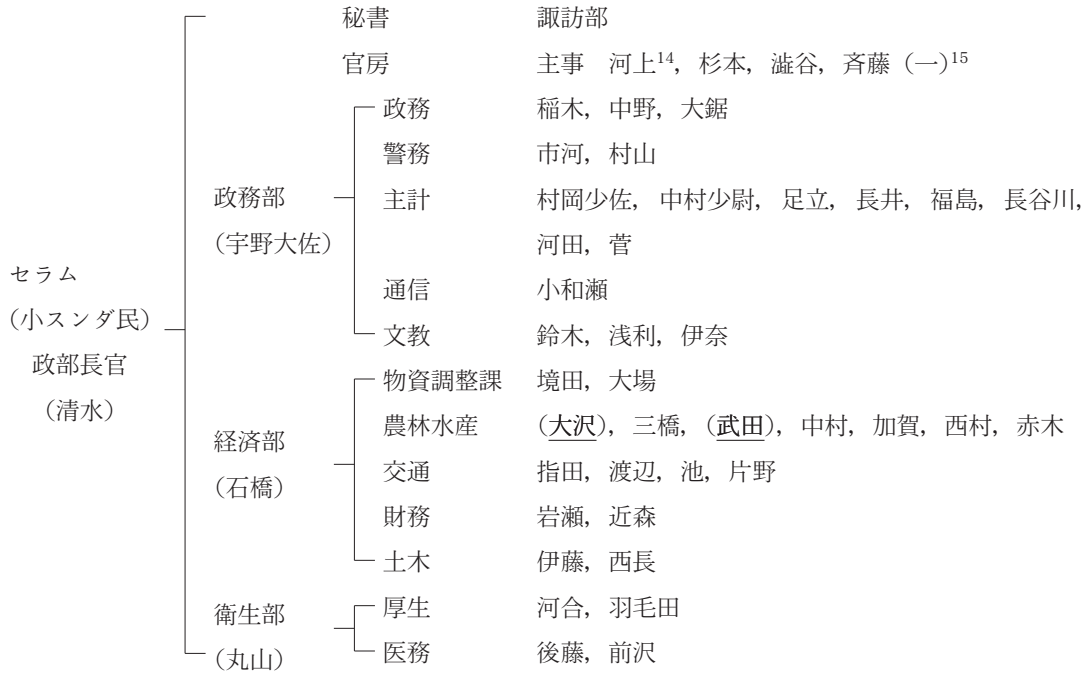 秘書 諏訪部
官房 主事 河上14, 杉本, 澁谷, 斉藤（一）15
政務 稲木, 中野, 大鋸
警務 市河, 村山
政務部
（宇野大佐）
主計 村岡少佐, 中村少尉, 足立, 長井, 福島, 長谷川,
河田, 菅
通信 小和瀬
文教 鈴木, 浅利, 伊奈
セラム
（小スンダ民）
政部長官
（清水）
物資調整課 境田, 大場
農林水産 （大沢）, 三橋, （武田）, 中村, 加賀, 西村, 赤木
経済部
（石橋）
交通 指田, 渡辺, 池, 片野
財務 岩瀬, 近森
土木 伊藤, 西長
衛生部
（丸山）
厚生 河合, 羽毛田
医務 後藤, 前沢